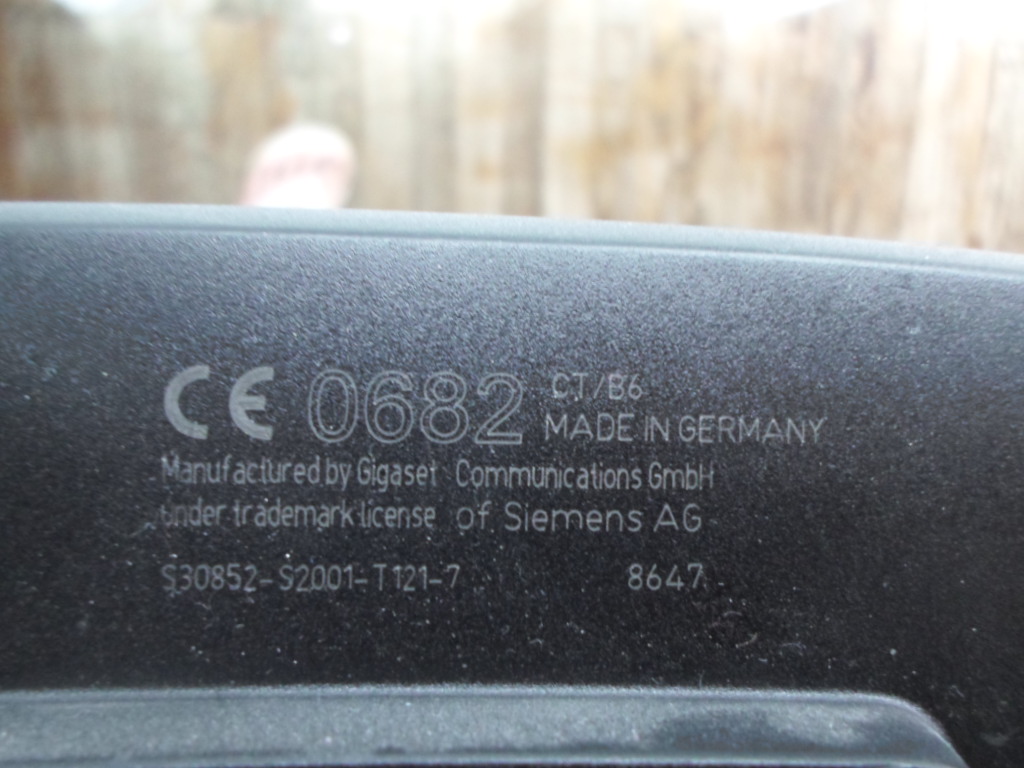 CE 0682 CT/B6
MADE IN GERMANY
Manufactured by Gigaset Communications GmbH
under trademark license of Siemens AG
S30852-S2001-T121-7 8647